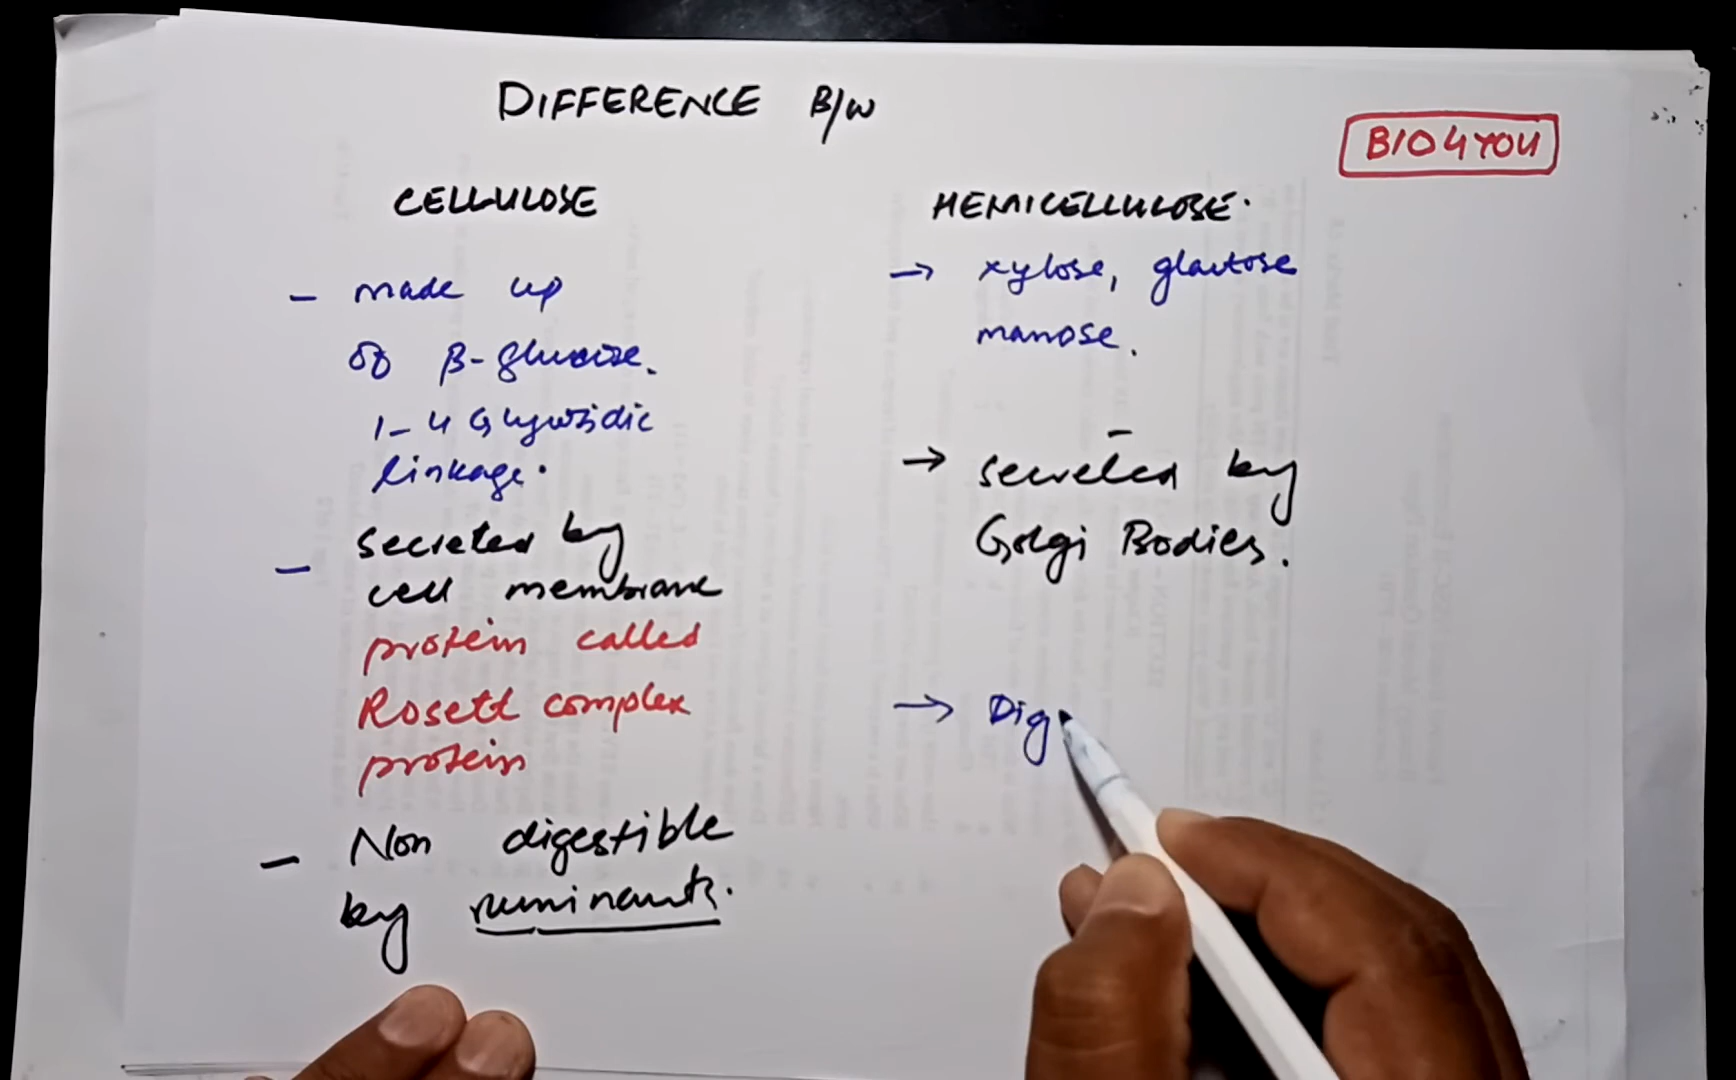 DIFFERENCE B/W
BIO4YOU
CELLULOSE
- made up
of β-glucose.
1-4 Glycosidic
linkage.
- secreted by
cell membrane
protein called
Rosett complex
protein
- Non digestible
by ruminants.
HEMICELLULOSE.
→ xylose, glactose
manose.
→ secreted by
Golgi Bodies.
→ Dig